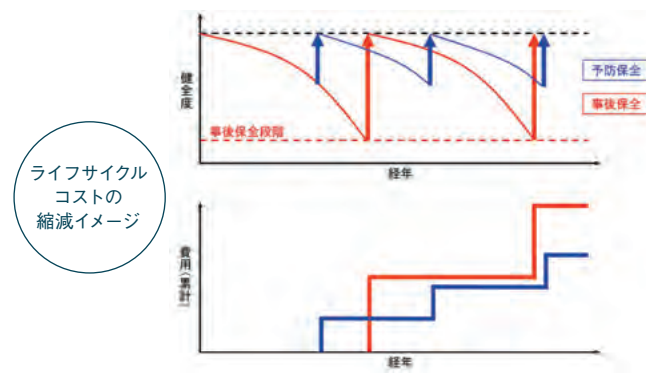 健全度
予防保全
事後保全
事後保全段階
経年
ライフサイクル
コストの
縮減イメージ
費用(累計)
経年